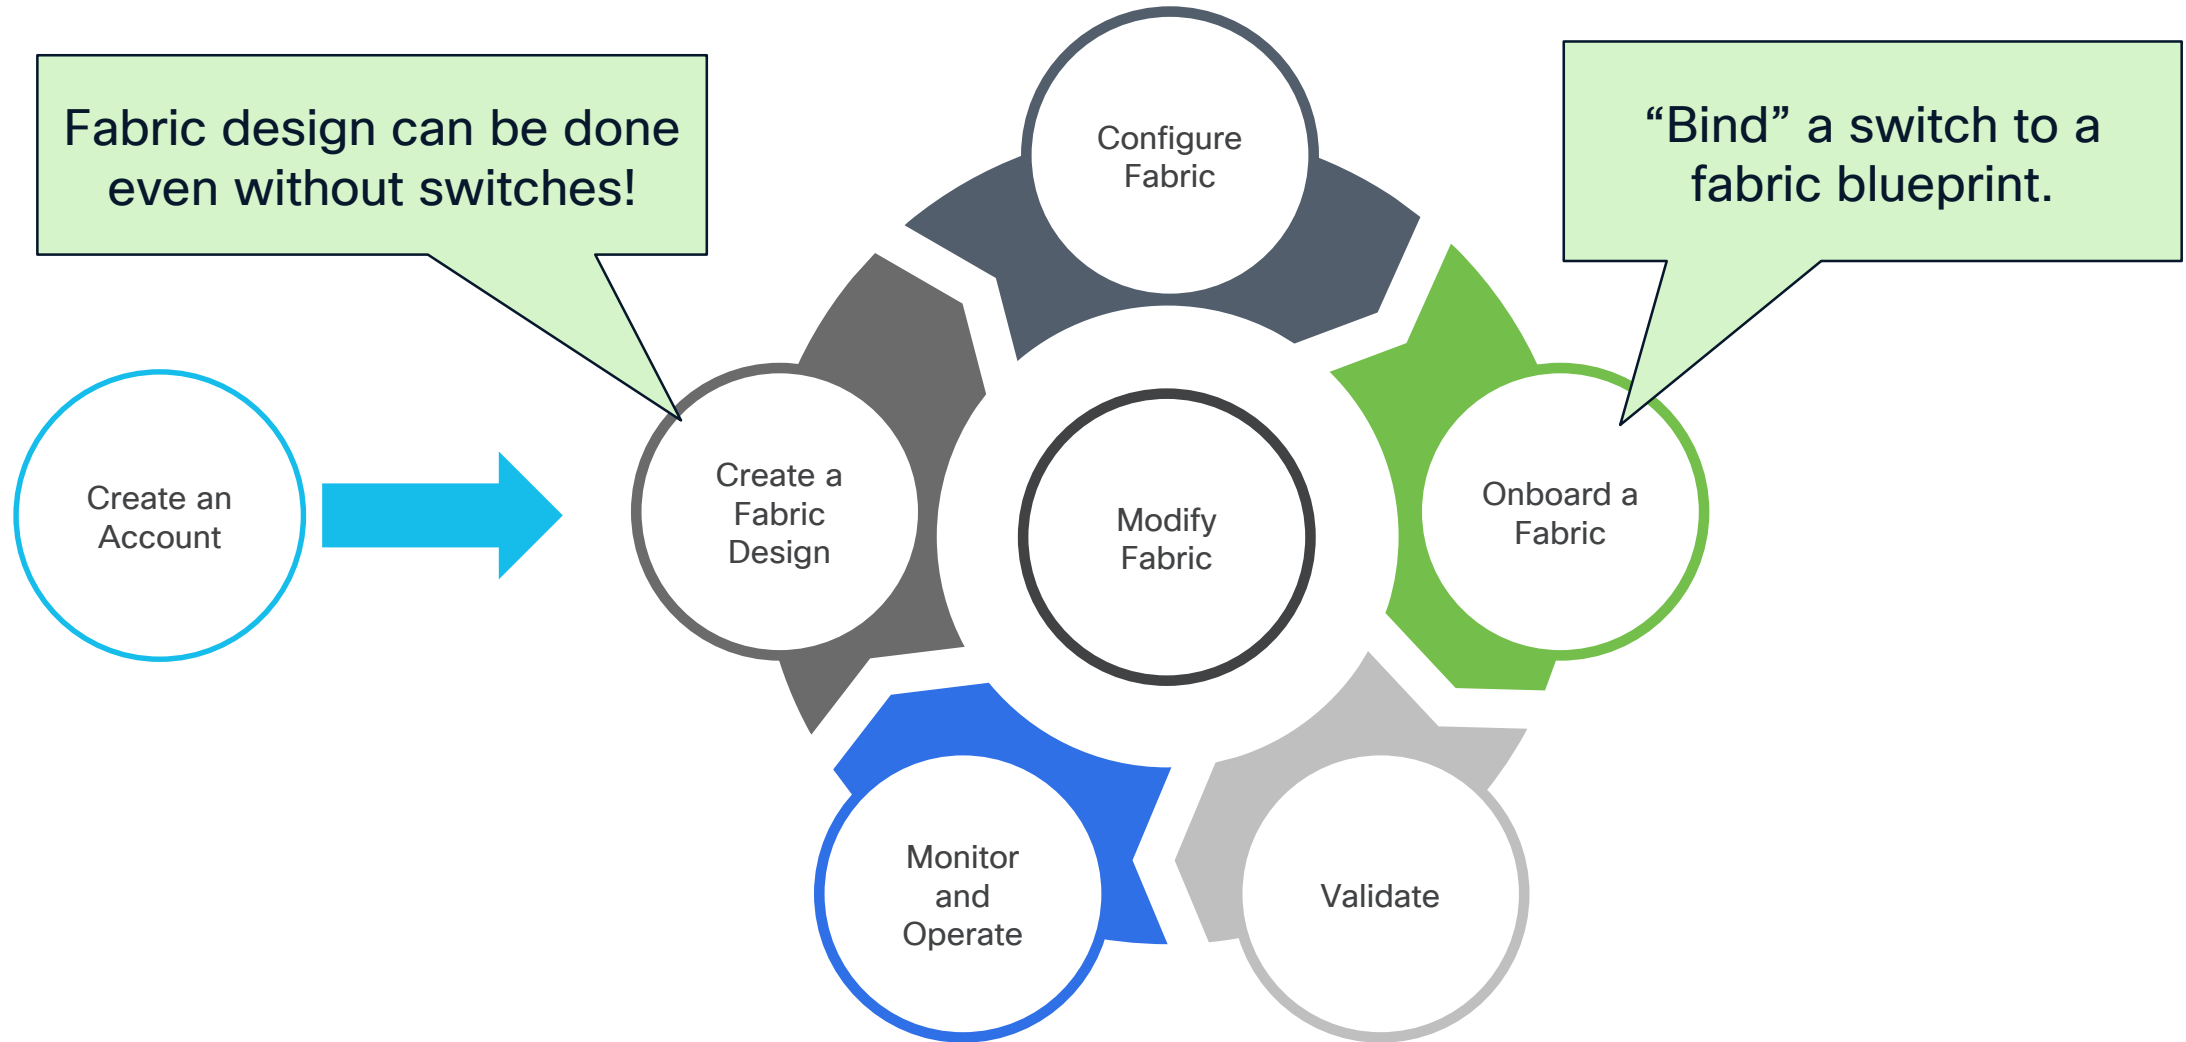 Fabric design can be done
even without switches!
“Bind” a switch to a
fabric blueprint.
Configure
Fabric
Create an
Account
Create a
Fabric
Design
Modify
Fabric
Onboard a
Fabric
Monitor
and
Operate
Validate